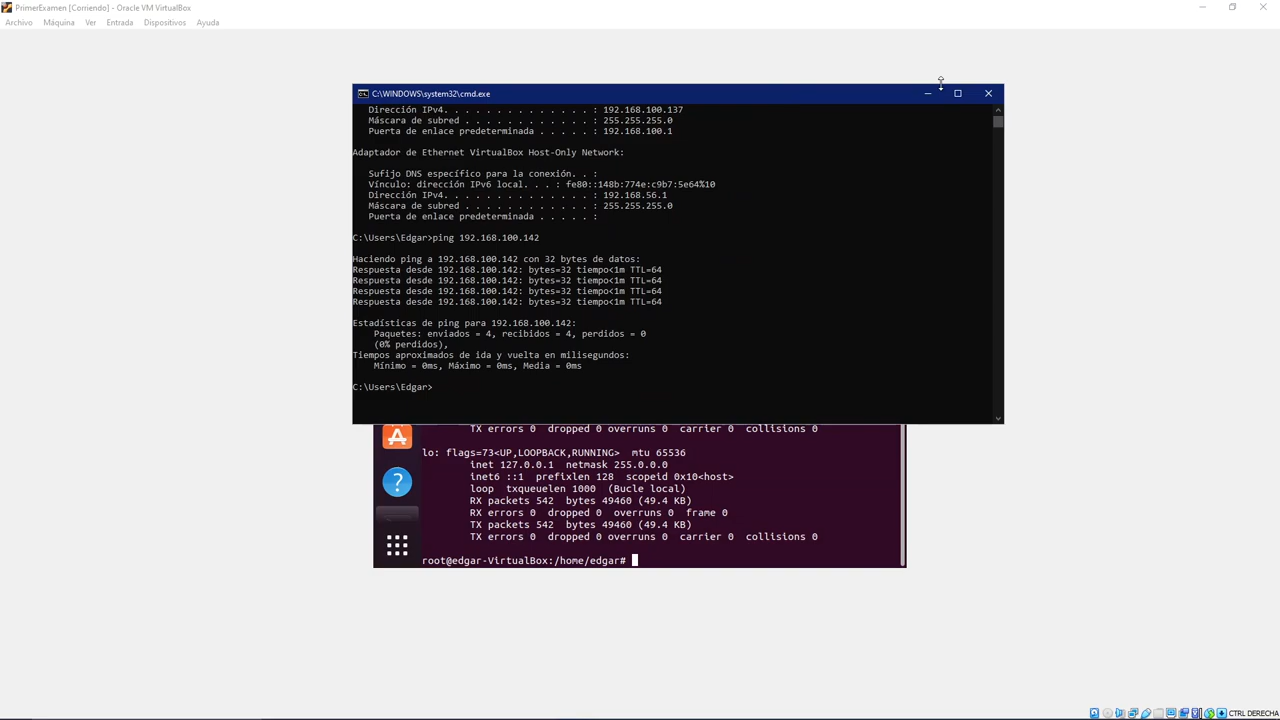 PrimerExamen [Corriendo] - Oracle VM VirtualBox
Archivo Máquina Ver Entrada Dispositivos Ayuda
C:\WINDOWS\system32\cmd.exe
Dirección IPv4. . . . . . . . . . . . . . : 192.168.100.137
Máscara de subred . . . . . . . . . . . . : 255.255.255.0
Puerta de enlace predeterminada . . . . . : 192.168.100.1
Adaptador de Ethernet VirtualBox Host-Only Network:
Sufijo DNS específico para la conexión. . :
Vínculo: dirección IPv6 local. . . : fe80::148b:774e:c9b7:5e64%10
Dirección IPv4. . . . . . . . . . . . . . : 192.168.56.1
Máscara de subred . . . . . . . . . . . . : 255.255.255.0
Puerta de enlace predeterminada . . . . . :
C:\Users\Edgar>ping 192.168.100.142
Haciendo ping a 192.168.100.142 con 32 bytes de datos:
Respuesta desde 192.168.100.142: bytes=32 tiempo<1m TTL=64
Respuesta desde 192.168.100.142: bytes=32 tiempo<1m TTL=64
Respuesta desde 192.168.100.142: bytes=32 tiempo<1m TTL=64
Respuesta desde 192.168.100.142: bytes=32 tiempo<1m TTL=64
Estadísticas de ping para 192.168.100.142:
Paquetes: enviados = 4, recibidos = 4, perdidos = 0
(0% perdidos),
Tiempos aproximados de ida y vuelta en milisegundos:
Mínimo = 0ms, Máximo = 0ms, Media = 0ms
C:\Users\Edgar>
TX errors 0 dropped 0 overruns 0 carrier 0 collisions 0
lo: flags=73<UP,LOOPBACK,RUNNING> mtu 65536
inet 127.0.0.1 netmask 255.0.0.0
inet6 ::1 prefixlen 128 scopeid 0x10<host>
loop txqueuelen 1000 (Bucle local)
RX packets 542 bytes 49460 (49.4 KB)
RX errors 0 dropped 0 overruns 0 frame 0
TX packets 542 bytes 49460 (49.4 KB)
TX errors 0 dropped 0 overruns 0 carrier 0 collisions 0
root@edgar-VirtualBox:/home/edgar#
CTRL DERECHA